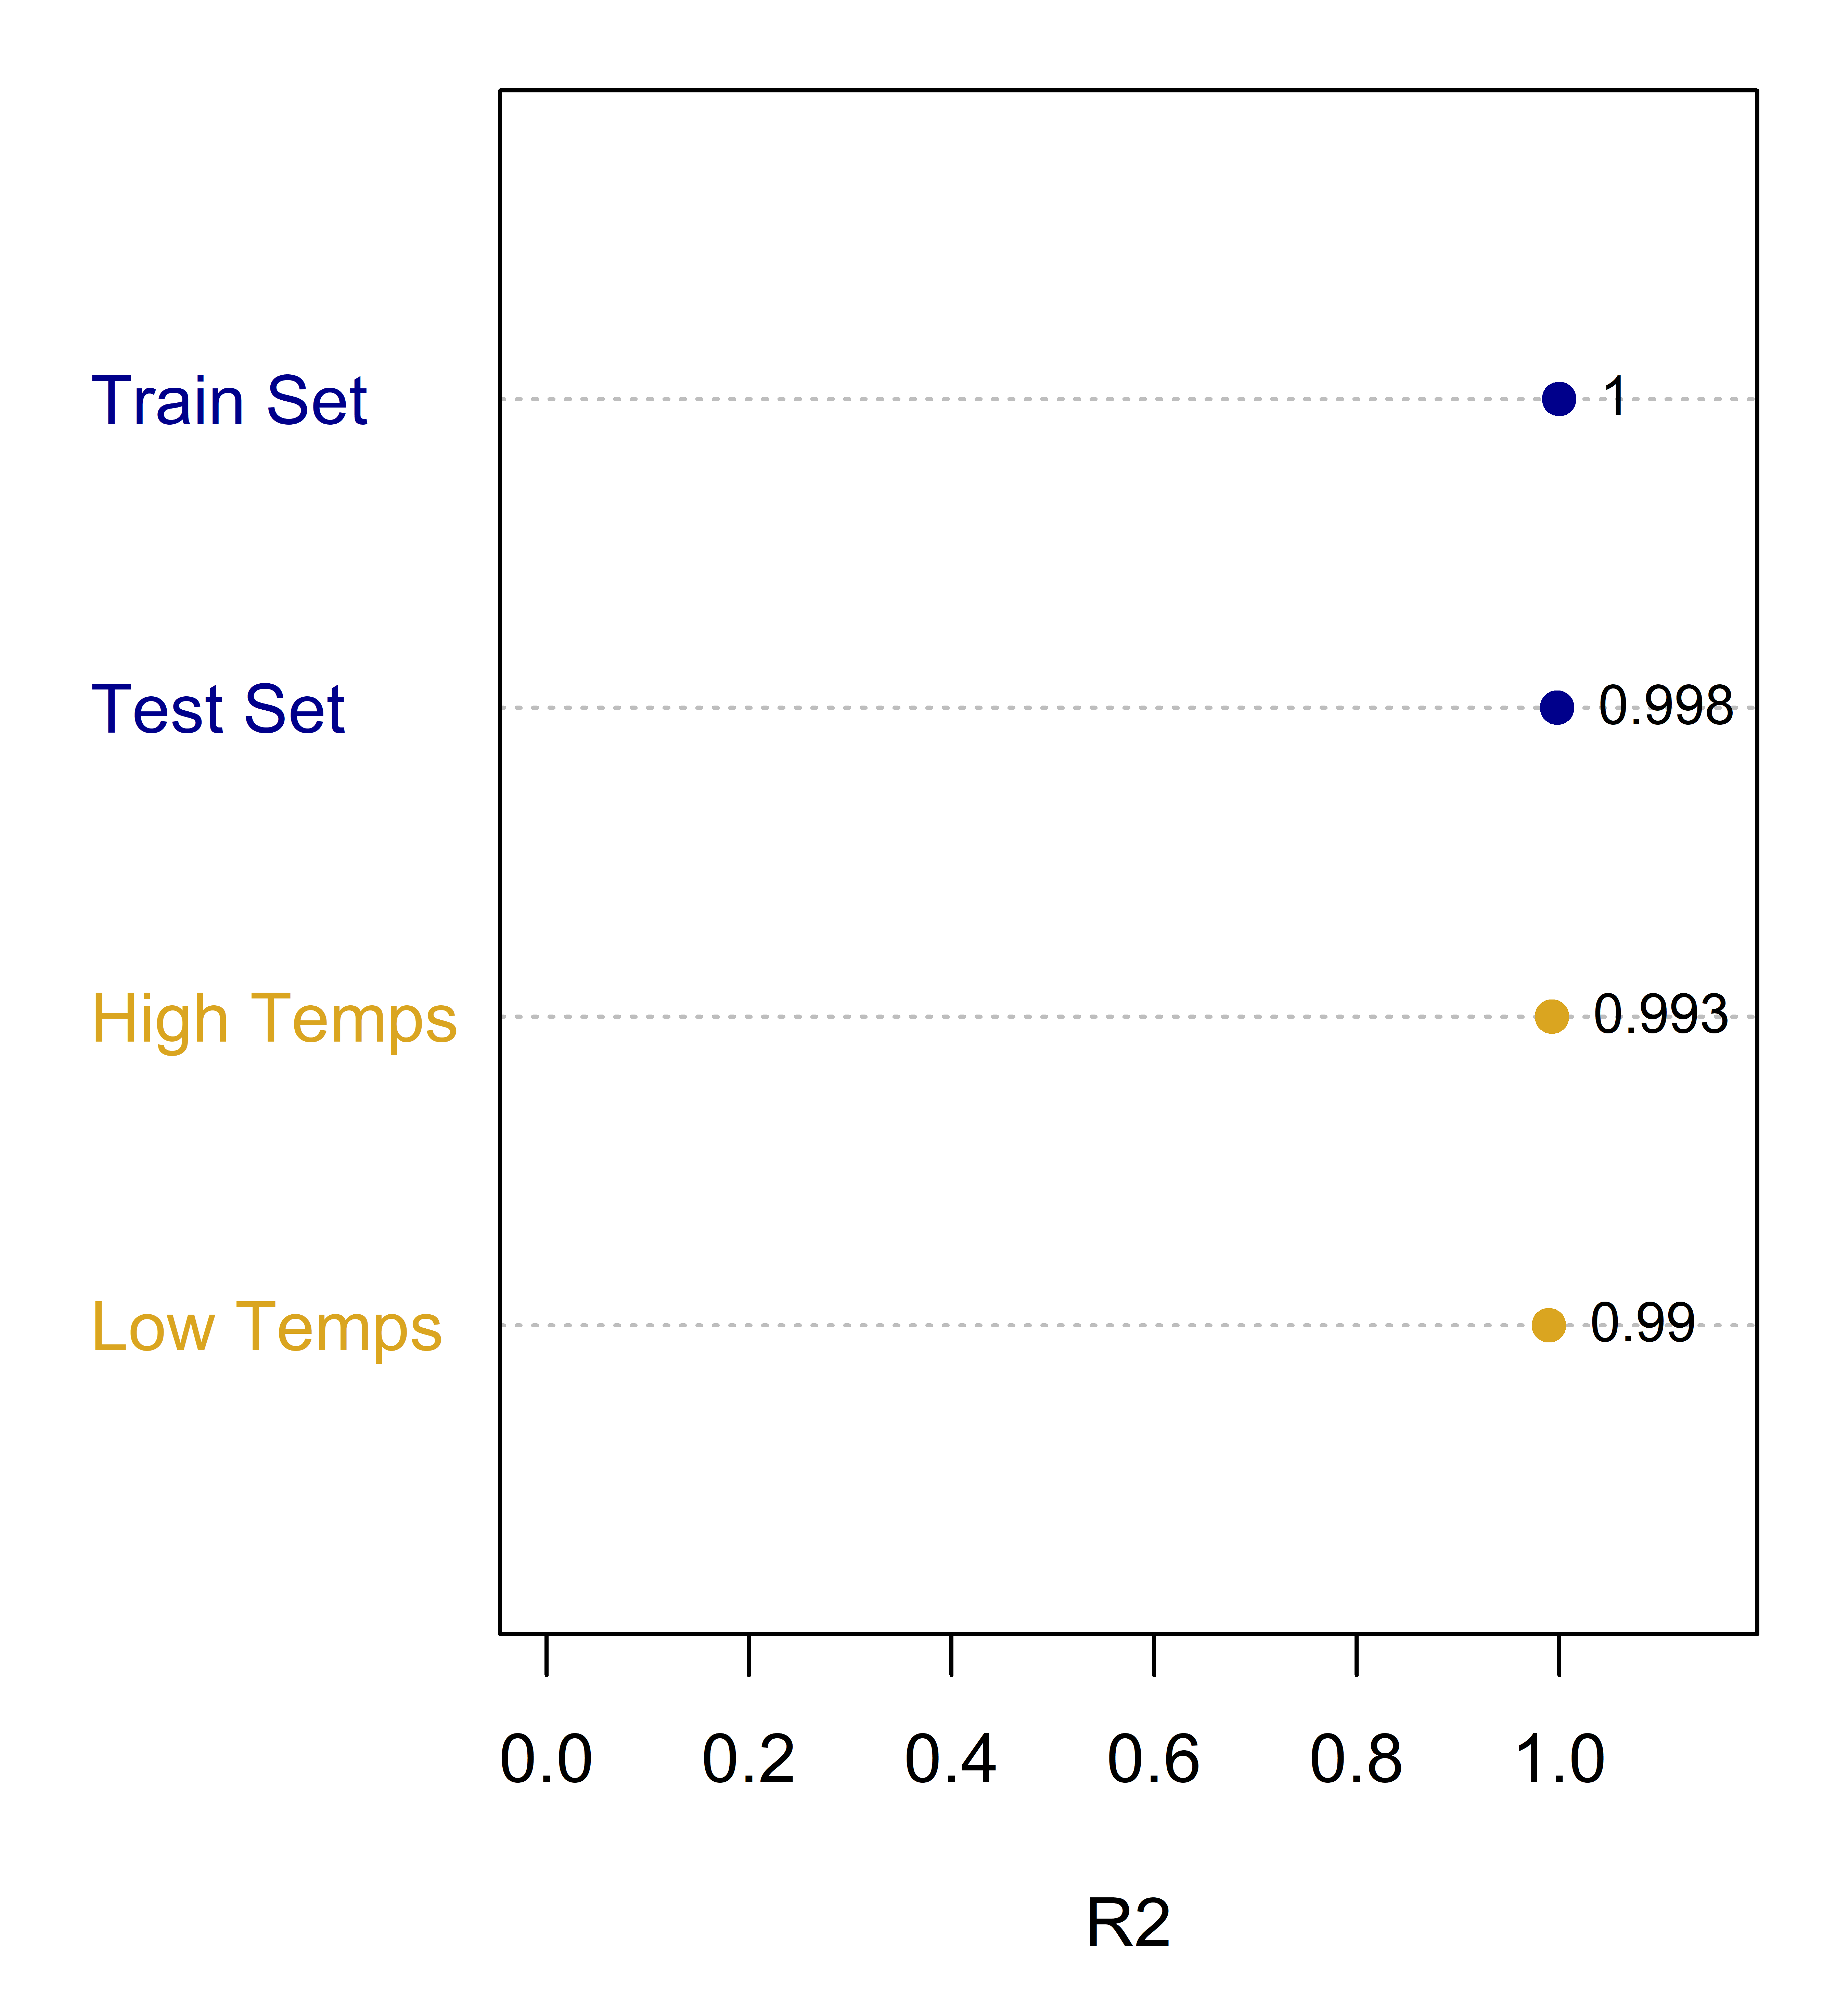 Train Set 1
Test Set 0.998
High Temps 0.993
Low Temps 0.99
0.0 0.2 0.4 0.6 0.8 1.0
R2